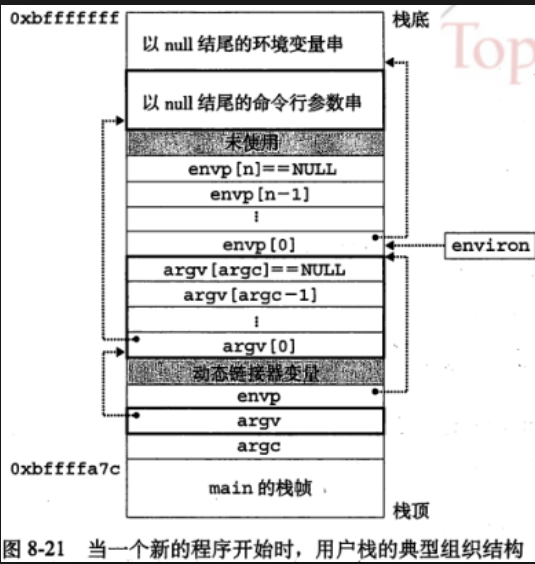 0xbfffffff
栈底
Top
以 null 结尾的环境变量串
以 null 结尾的命令行参数串
未使用
envp[n]==NULL
envp[n-1]
⋮
envp[0]
environ
argv[argc]==NULL
argv[argc-1]
⋮
argv[0]
动态链接器变量
envp
argv
argc
0xbffffa7c
main 的栈帧
栈顶
图 8-21 当一个新的程序开始时，用户栈的典型组织结构